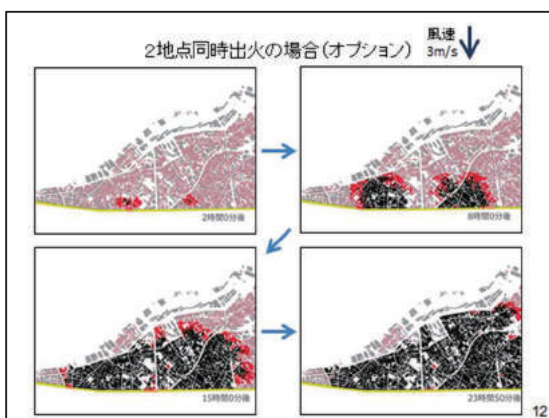 2地点同時出火の場合(オプション)
風速
3m/s
2時間0分後
8時間0分後
15時間0分後
23時間50分後
12